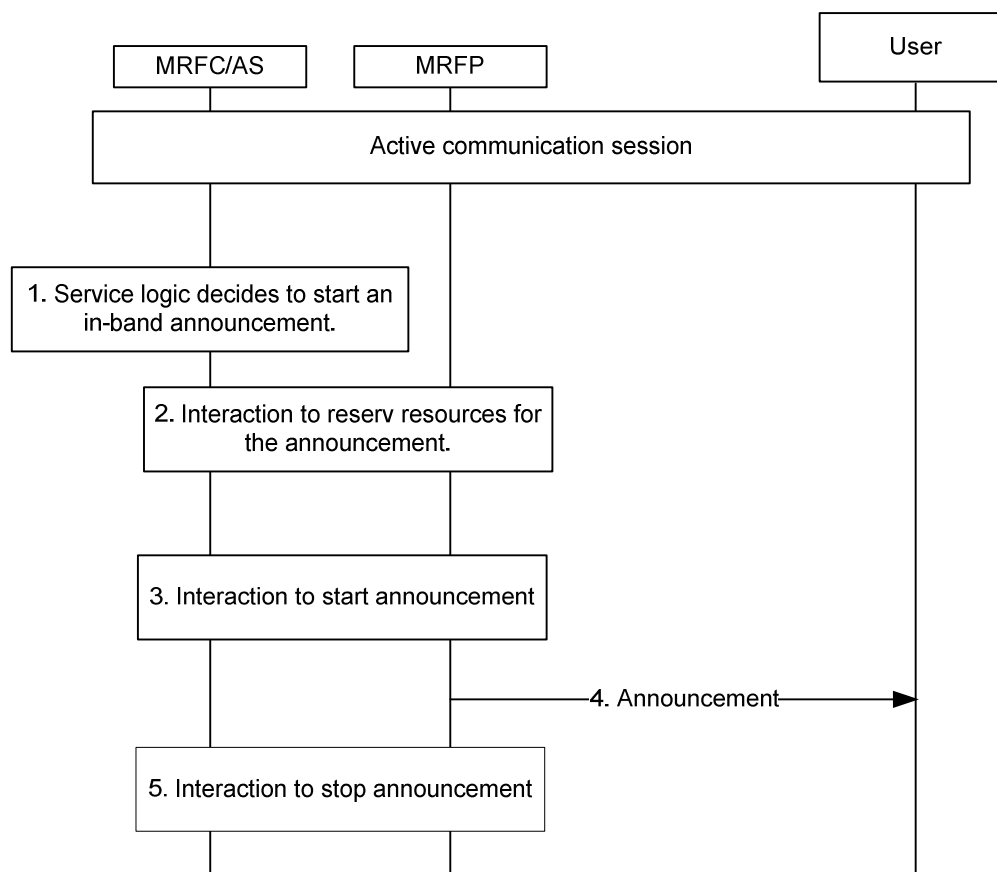 MRFC/AS
MRFP
User
Active communication session
1. Service logic decides to start an
in-band announcement.
2. Interaction to reserv resources for
the announcement.
3. Interaction to start announcement
4. Announcement
5. Interaction to stop announcement